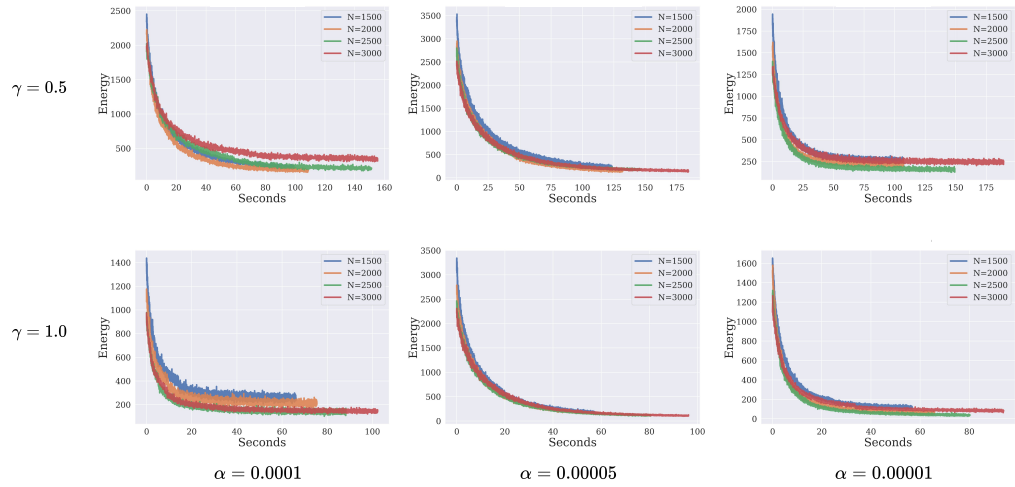 γ = 0.5
2500
2000
1500
1000
500
Energy
0 20 40 60 80 100 120 140 160
Seconds
N=1500
N=2000
N=2500
N=3000
3500
3000
2500
2000
1500
1000
500
0
Energy
0 25 50 75 100 125 150 175
Seconds
N=1500
N=2000
N=2500
N=3000
2000
1750
1500
1250
1000
750
500
250
Energy
0 25 50 75 100 125 150 175
Seconds
N=1500
N=2000
N=2500
N=3000
γ = 1.0
1400
1200
1000
800
600
400
200
Energy
0 20 40 60 80 100
Seconds
N=1500
N=2000
N=2500
N=3000
3500
3000
2500
2000
1500
1000
500
0
Energy
0 20 40 60 80 100
Seconds
N=1500
N=2000
N=2500
N=3000
1600
1400
1200
1000
800
600
400
200
0
Energy
0 20 40 60 80
Seconds
N=1500
N=2000
N=2500
N=3000
α = 0.0001
α = 0.00005
α = 0.00001